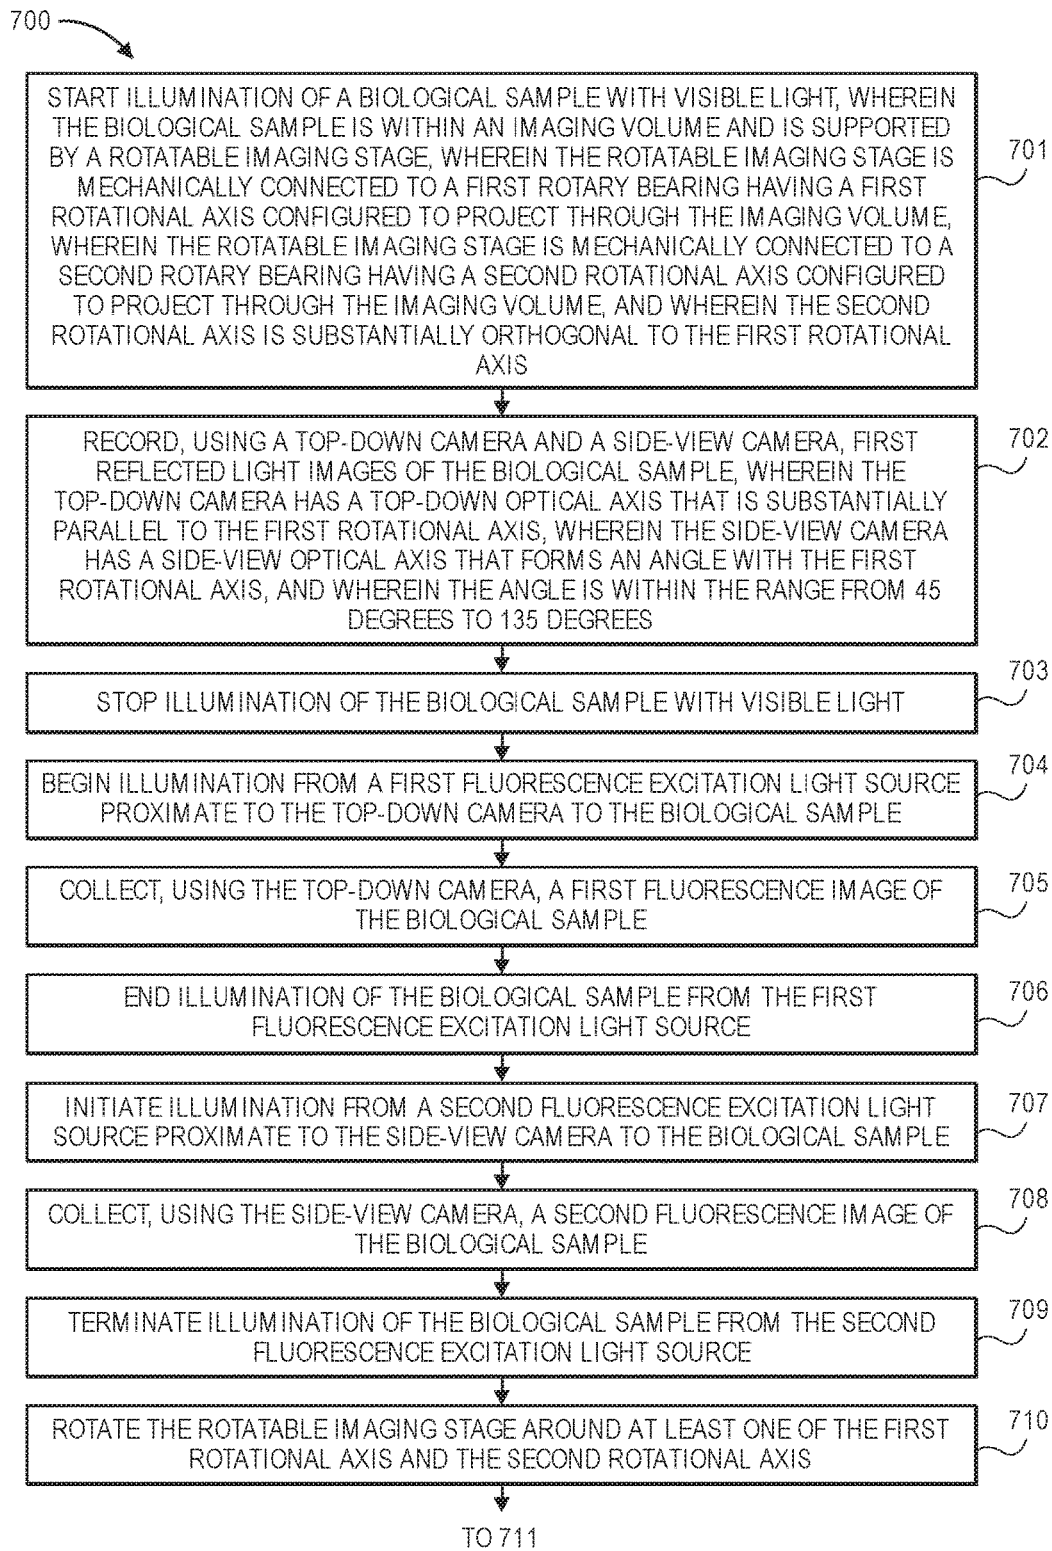 700
START ILLUMINATION OF A BIOLOGICAL SAMPLE WITH VISIBLE LIGHT, WHEREIN
THE BIOLOGICAL SAMPLE IS WITHIN AN IMAGING VOLUME AND IS SUPPORTED
BY A ROTATABLE IMAGING STAGE, WHEREIN THE ROTATABLE IMAGING STAGE IS
MECHANICALLY CONNECTED TO A FIRST ROTARY BEARING HAVING A FIRST
ROTATIONAL AXIS CONFIGURED TO PROJECT THROUGH THE IMAGING VOLUME,
WHEREIN THE ROTATABLE IMAGING STAGE IS MECHANICALLY CONNECTED TO A
SECOND ROTARY BEARING HAVING A SECOND ROTATIONAL AXIS CONFIGURED
TO PROJECT THROUGH THE IMAGING VOLUME, AND WHEREIN THE SECOND
ROTATIONAL AXIS IS SUBSTANTIALLY ORTHOGONAL TO THE FIRST ROTATIONAL
AXIS
701
RECORD, USING A TOP-DOWN CAMERA AND A SIDE-VIEW CAMERA, FIRST
REFLECTED LIGHT IMAGES OF THE BIOLOGICAL SAMPLE, WHEREIN THE
TOP-DOWN CAMERA HAS A TOP-DOWN OPTICAL AXIS THAT IS SUBSTANTIALLY
PARALLEL TO THE FIRST ROTATIONAL AXIS, WHEREIN THE SIDE-VIEW CAMERA
HAS A SIDE-VIEW OPTICAL AXIS THAT FORMS AN ANGLE WITH THE FIRST
ROTATIONAL AXIS, AND WHEREIN THE ANGLE IS WITHIN THE RANGE FROM 45
DEGREES TO 135 DEGREES
702
STOP ILLUMINATION OF THE BIOLOGICAL SAMPLE WITH VISIBLE LIGHT
703
BEGIN ILLUMINATION FROM A FIRST FLUORESCENCE EXCITATION LIGHT SOURCE
PROXIMATE TO THE TOP-DOWN CAMERA TO THE BIOLOGICAL SAMPLE
704
COLLECT, USING THE TOP-DOWN CAMERA, A FIRST FLUORESCENCE IMAGE OF
THE BIOLOGICAL SAMPLE
705
END ILLUMINATION OF THE BIOLOGICAL SAMPLE FROM THE FIRST
FLUORESCENCE EXCITATION LIGHT SOURCE
706
INITIATE ILLUMINATION FROM A SECOND FLUORESCENCE EXCITATION LIGHT
SOURCE PROXIMATE TO THE SIDE-VIEW CAMERA TO THE BIOLOGICAL SAMPLE
707
COLLECT, USING THE SIDE-VIEW CAMERA, A SECOND FLUORESCENCE IMAGE OF
THE BIOLOGICAL SAMPLE
708
TERMINATE ILLUMINATION OF THE BIOLOGICAL SAMPLE FROM THE SECOND
FLUORESCENCE EXCITATION LIGHT SOURCE
709
ROTATE THE ROTATABLE IMAGING STAGE AROUND AT LEAST ONE OF THE FIRST
ROTATIONAL AXIS AND THE SECOND ROTATIONAL AXIS
710
TO 711